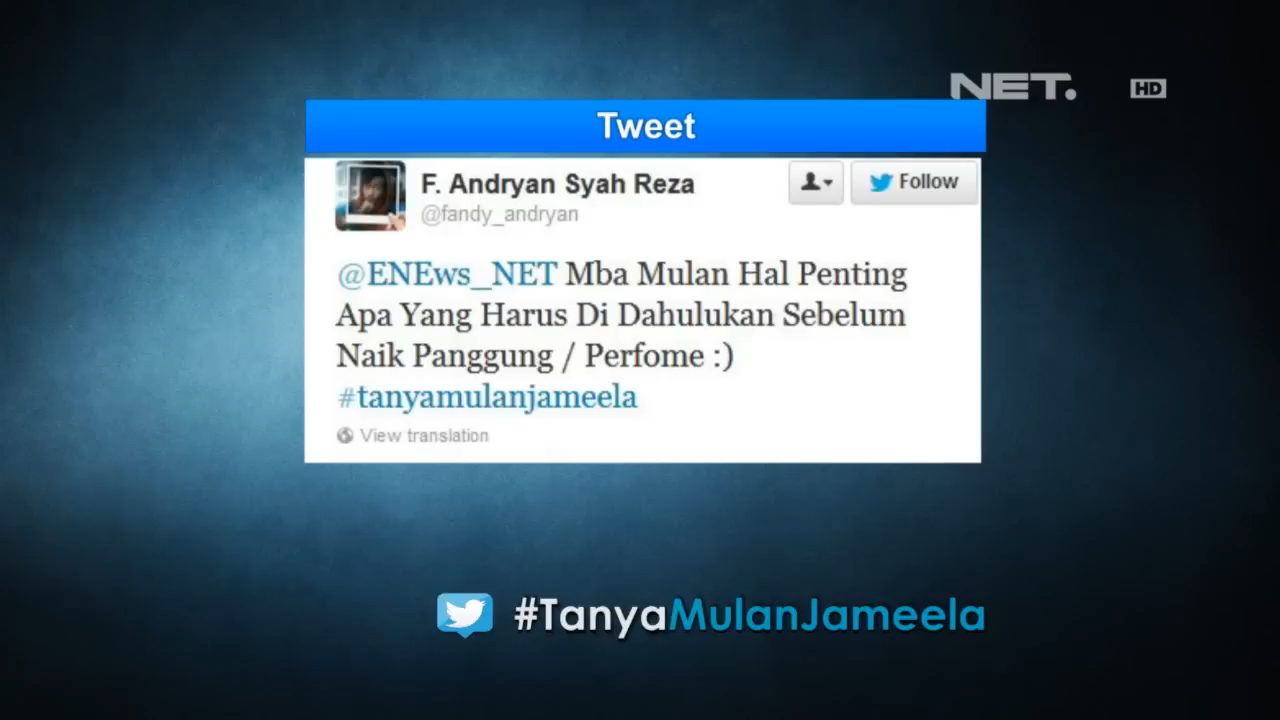 NET.
HD
Tweet
F. Andryan Syah Reza
Follow
@fandy_andryan
@ENEws_NET Mba Mulan Hal Penting
Apa Yang Harus Di Dahulukan Sebelum
Naik Panggung / Perfome :)
#tanyamulanjameela
View translation
#TanyaMulanJameela